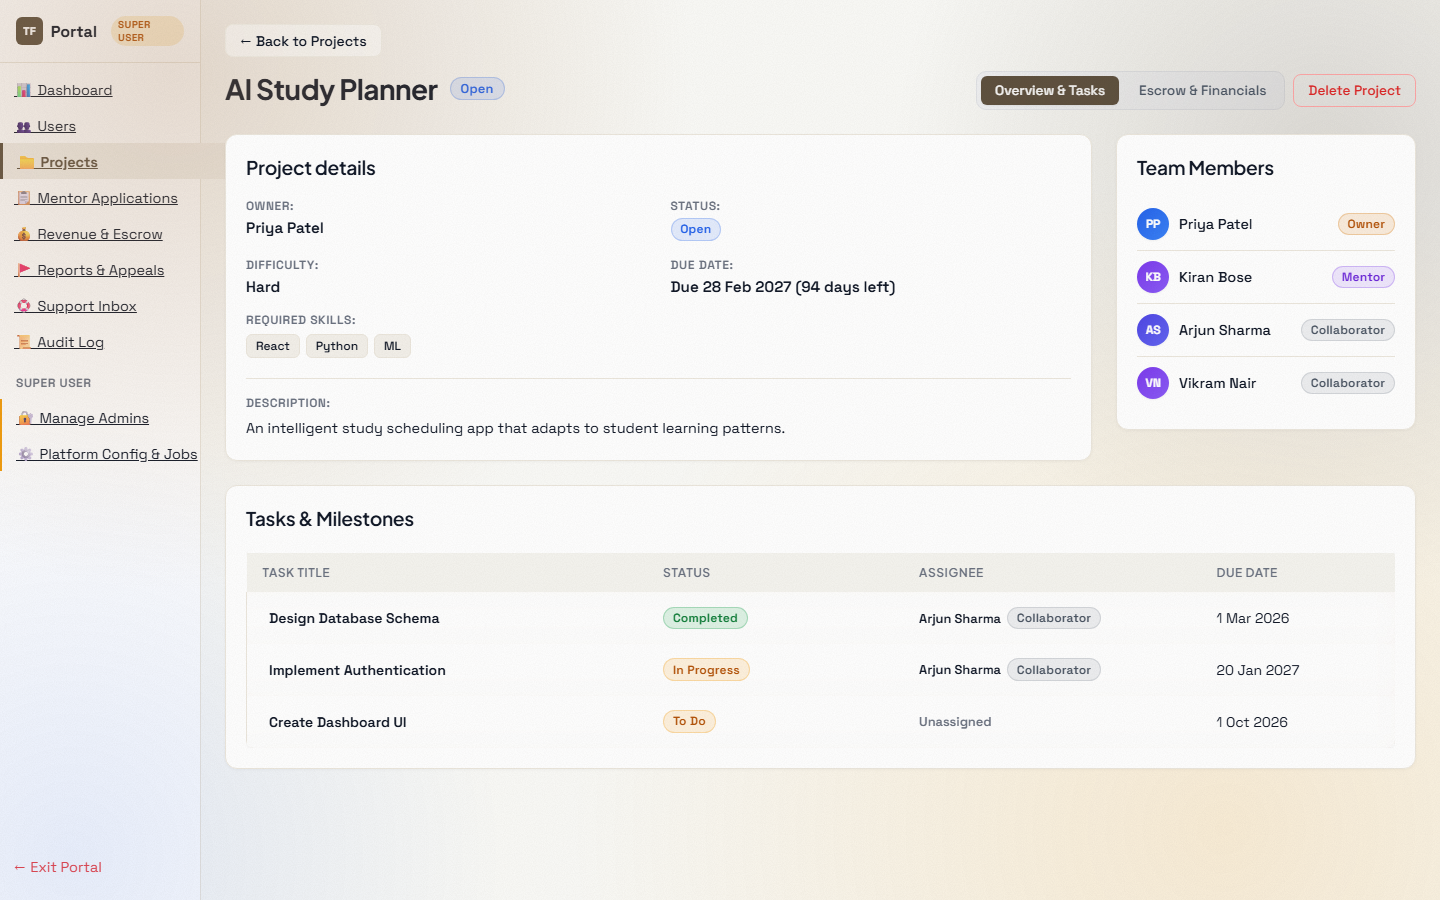 TF Portal SUPER USER
Dashboard
Users
Projects
Mentor Applications
Revenue & Escrow
Reports & Appeals
Support Inbox
Audit Log
SUPER USER
Manage Admins
Platform Config & Jobs
← Exit Portal
← Back to Projects
AI Study Planner Open
Overview & Tasks Escrow & Financials Delete Project
Project details
OWNER:
Priya Patel
STATUS:
Open
DIFFICULTY:
Hard
DUE DATE:
Due 28 Feb 2027 (94 days left)
REQUIRED SKILLS:
React Python ML
DESCRIPTION:
An intelligent study scheduling app that adapts to student learning patterns.
Team Members
PP Priya Patel Owner
KB Kiran Bose Mentor
AS Arjun Sharma Collaborator
VN Vikram Nair Collaborator
Tasks & Milestones
TASK TITLE STATUS ASSIGNEE DUE DATE
Design Database Schema Completed Arjun Sharma Collaborator 1 Mar 2026
Implement Authentication In Progress Arjun Sharma Collaborator 20 Jan 2027
Create Dashboard UI To Do Unassigned 1 Oct 2026